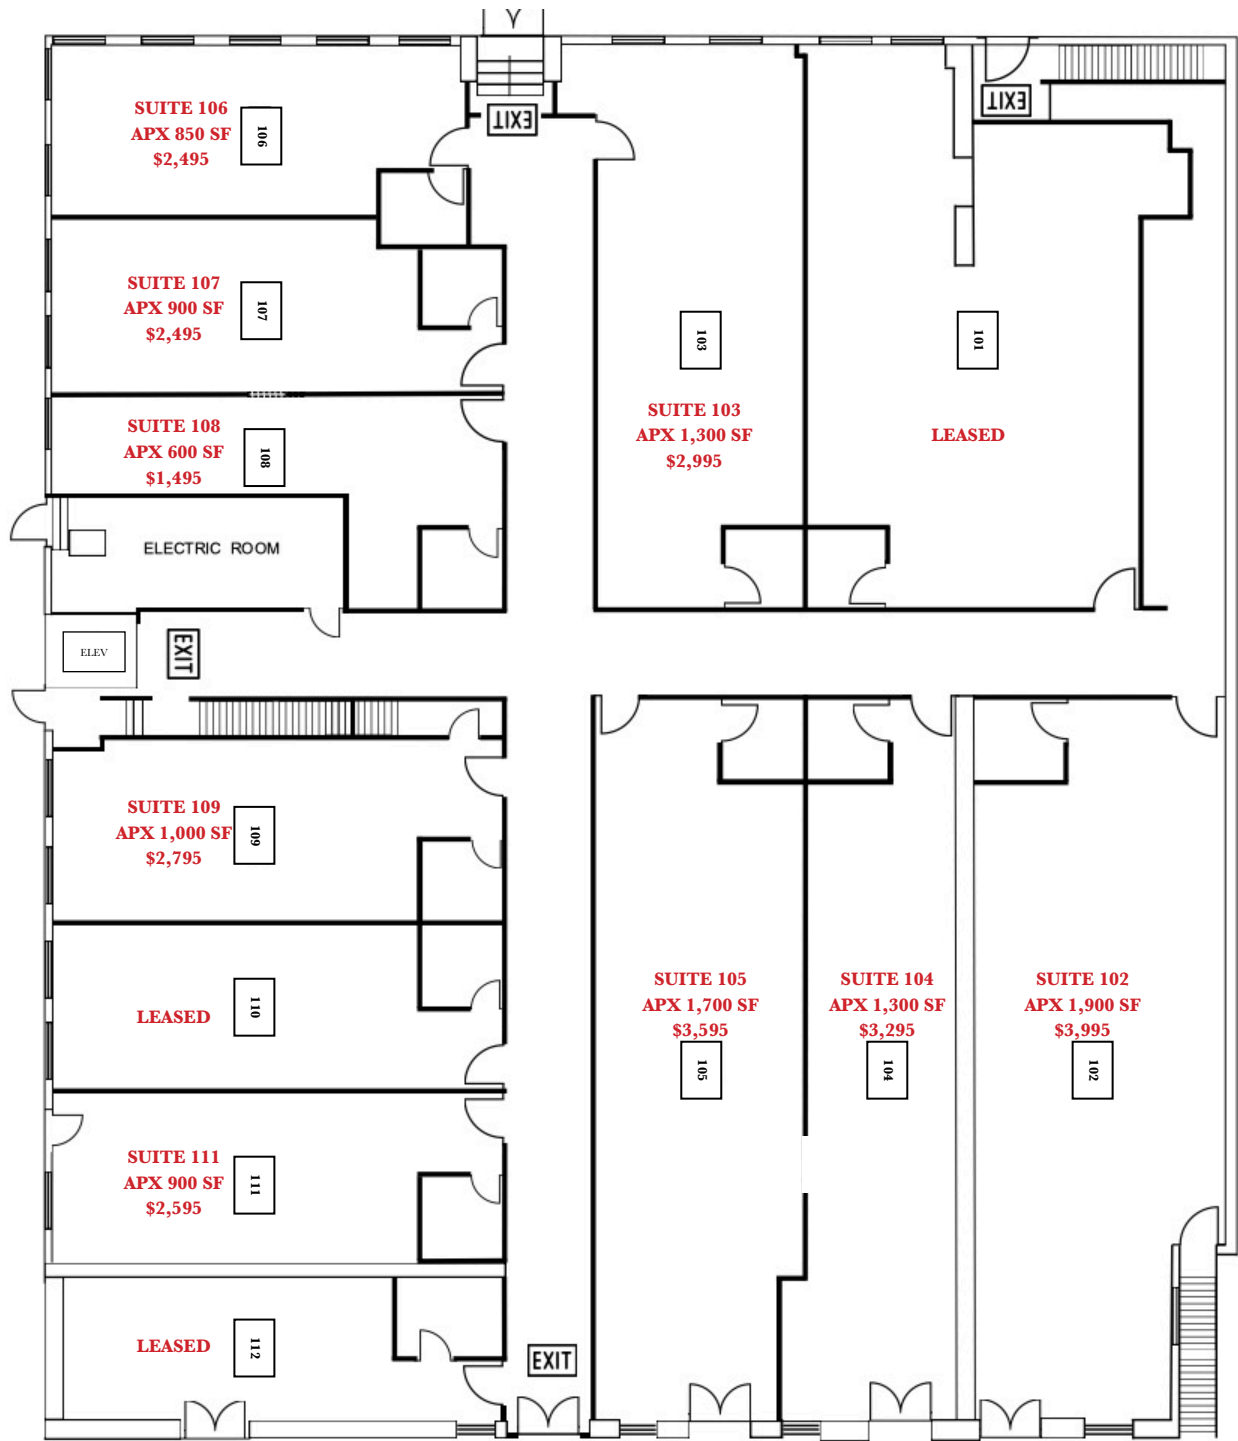 EXIT
EXIT
SUITE 106
APX 850 SF
$2,495
106
SUITE 107
APX 900 SF
$2,495
107
103
SUITE 103
APX 1,300 SF
$2,995
101
LEASED
SUITE 108
APX 600 SF
$1,495
108
ELECTRIC ROOM
ELEV
EXIT
SUITE 109
APX 1,000 SF
$2,795
109
LEASED
110
SUITE 105
APX 1,700 SF
$3,595
105
SUITE 104
APX 1,300 SF
$3,295
104
SUITE 102
APX 1,900 SF
$3,995
102
SUITE 111
APX 900 SF
$2,595
111
LEASED
112
EXIT